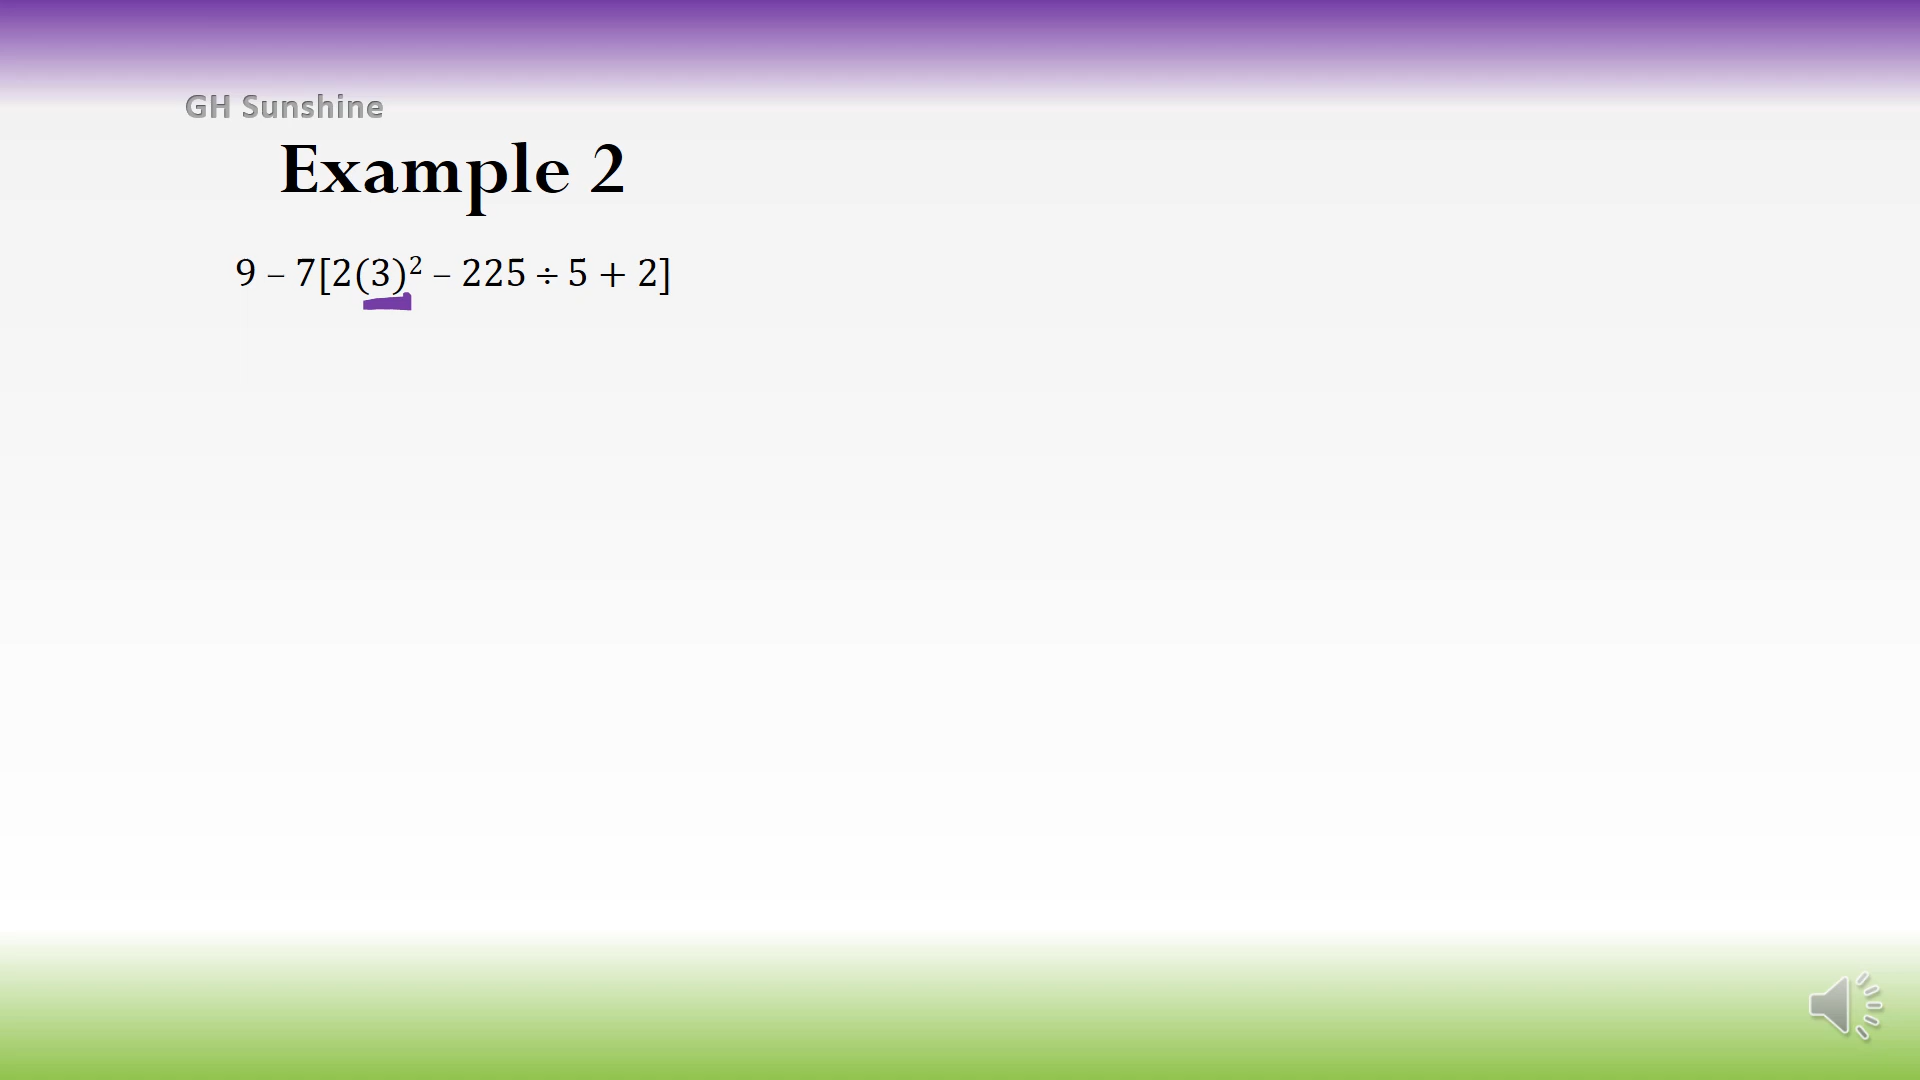 GH Sunshine
Example 2
9 – 7[2(3)² – 225 ÷ 5 + 2]